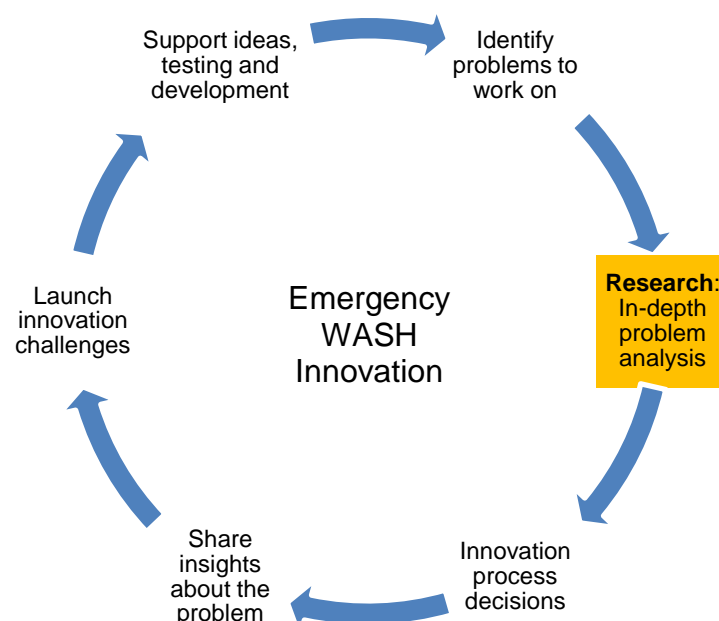 Support ideas,
testing and
development
Identify
problems to
work on
Research:
In-depth
problem
analysis
Innovation
process
decisions
Share
insights
about the
problem
Launch
innovation
challenges
Emergency
WASH
Innovation